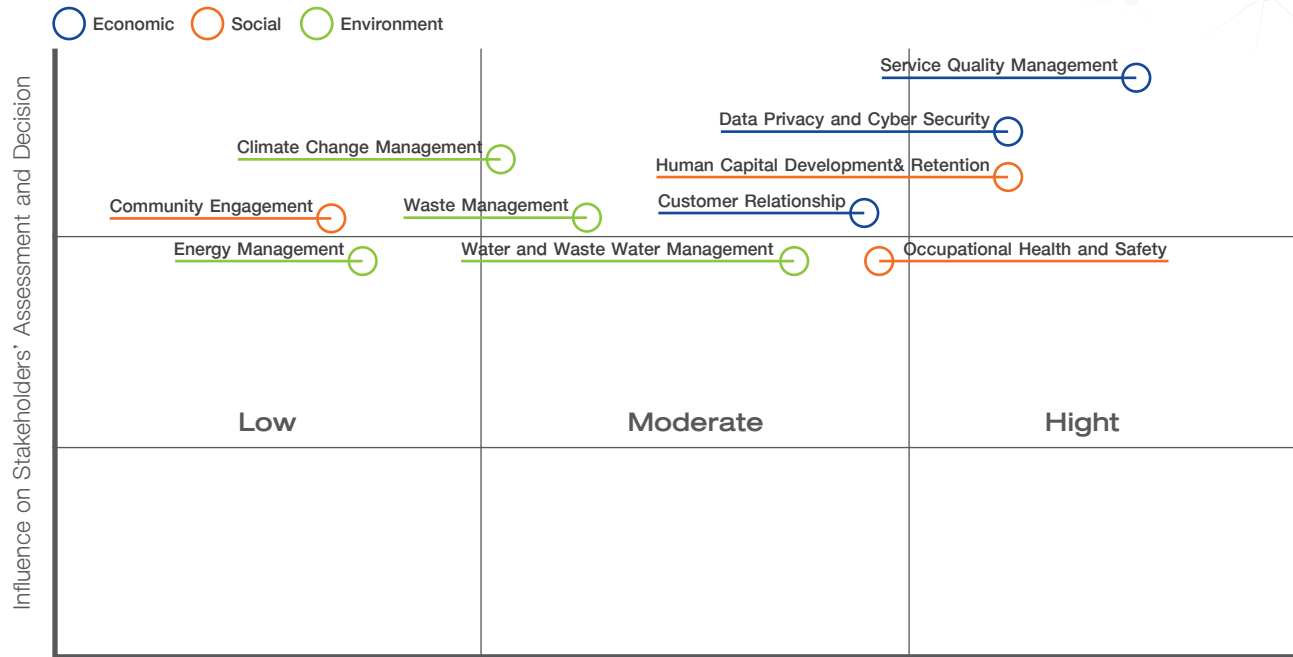 Economic Social Environment
Service Quality Management
Data Privacy and Cyber Security
Climate Change Management
Human Capital Development& Retention
Community Engagement
Waste Management
Customer Relationship
Energy Management
Water and Waste Water Management
Occupational Health and Safety
Low Moderate Hight
Influence on Stakeholders’ Assessment and Decision